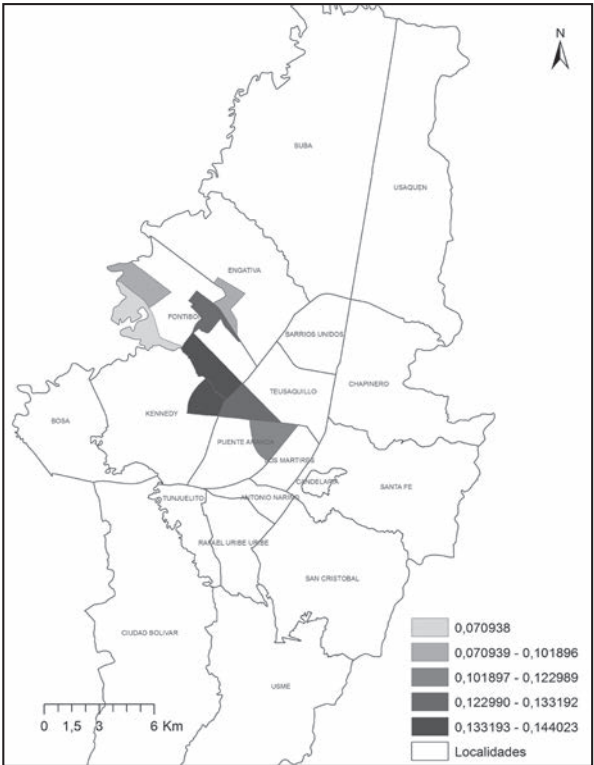 N
SUBA
USAQUEN
ENGATIVA
FONTIBO
BARRIOS UNIDOS
CHAPINERO
TEUSAQUILLO
BOSA
KENNEDY
PUENTE ARANDA
LOS MARTIRES
CANDELARIA
SANTA FE
TUNJUELITO
ANTONIO NARIÑO
RAFAEL URIBE URIBE
SAN CRISTOBAL
CIUDAD BOLIVAR
USME
0,070938
0,070939 - 0,101896
0,101897 - 0,122989
0,122990 - 0,133192
0,133193 - 0,144023
Localidades
0 1,5 3 6 Km